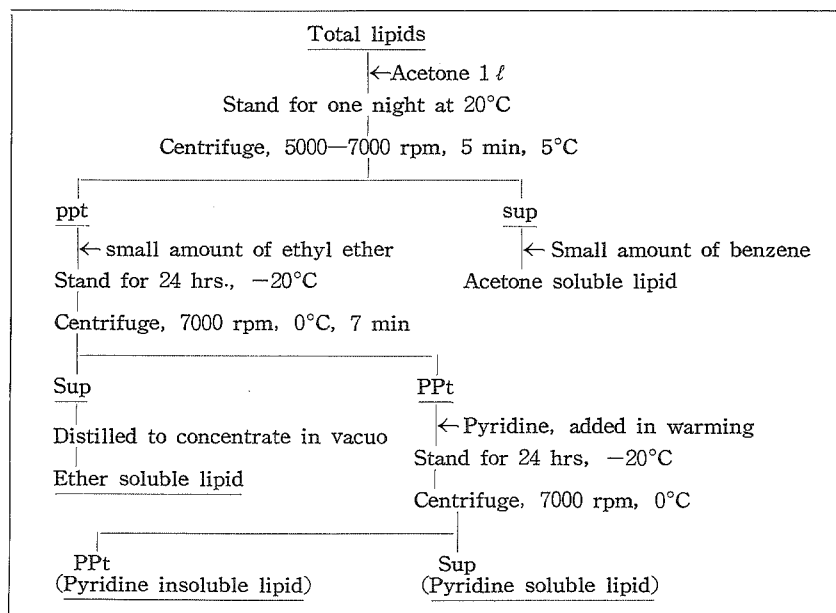 Total lipids
←Acetone 1 ℓ
Stand for one night at 20°C
Centrifuge, 5000—7000 rpm, 5 min, 5°C
ppt sup
←small amount of ethyl ether ← Small amount of benzene
Stand for 24 hrs., −20°C Acetone soluble lipid
Centrifuge, 7000 rpm, 0°C, 7 min
Sup PPt
Distilled to concentrate in vacuo ←Pyridine, added in warming
Ether soluble lipid Stand for 24 hrs, −20°C
Centrifuge, 7000 rpm, 0°C
PPt Sup
(Pyridine insoluble lipid) (Pyridine soluble lipid)